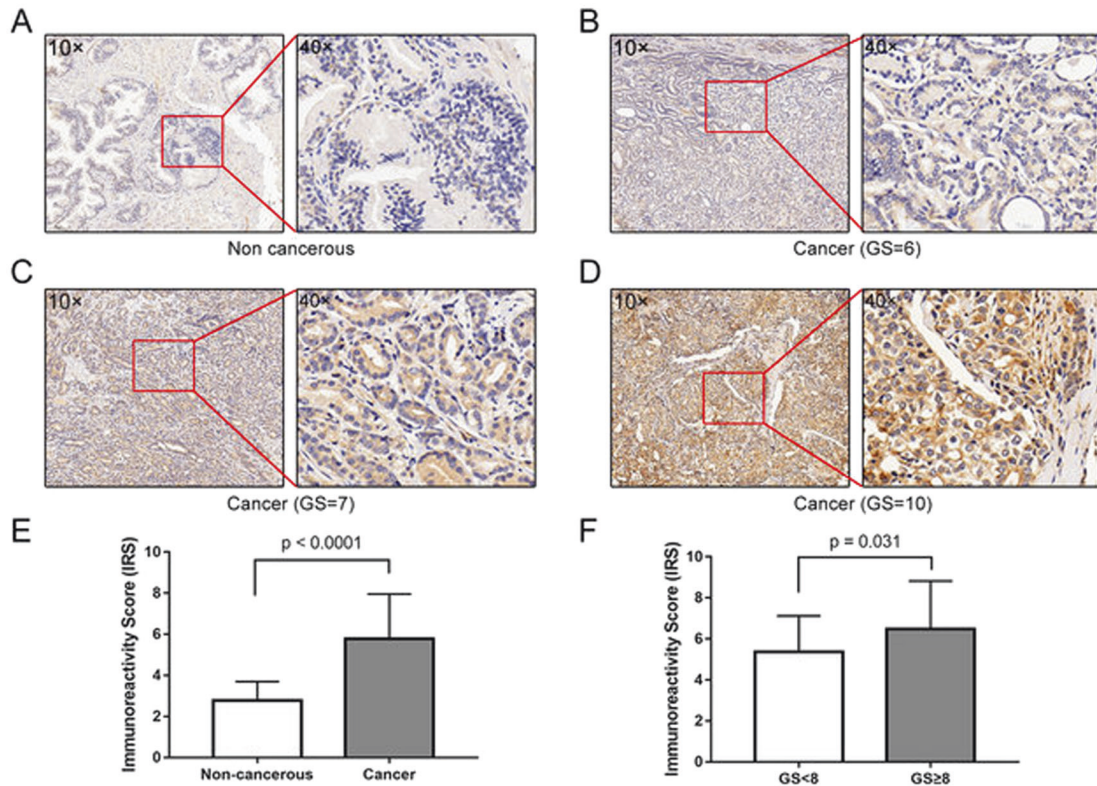 A
10×
40×
Non cancerous
B
10×
40×
Cancer (GS=6)
C
10×
40×
Cancer (GS=7)
D
10×
40×
Cancer (GS=10)
E
p < 0.0001
Immunoreactivity Score (IRS)
10
8
6
4
2
0
Non-cancerous
Cancer
F
p = 0.031
Immunoreactivity Score (IRS)
10
8
6
4
2
0
GS<8
GS≥8